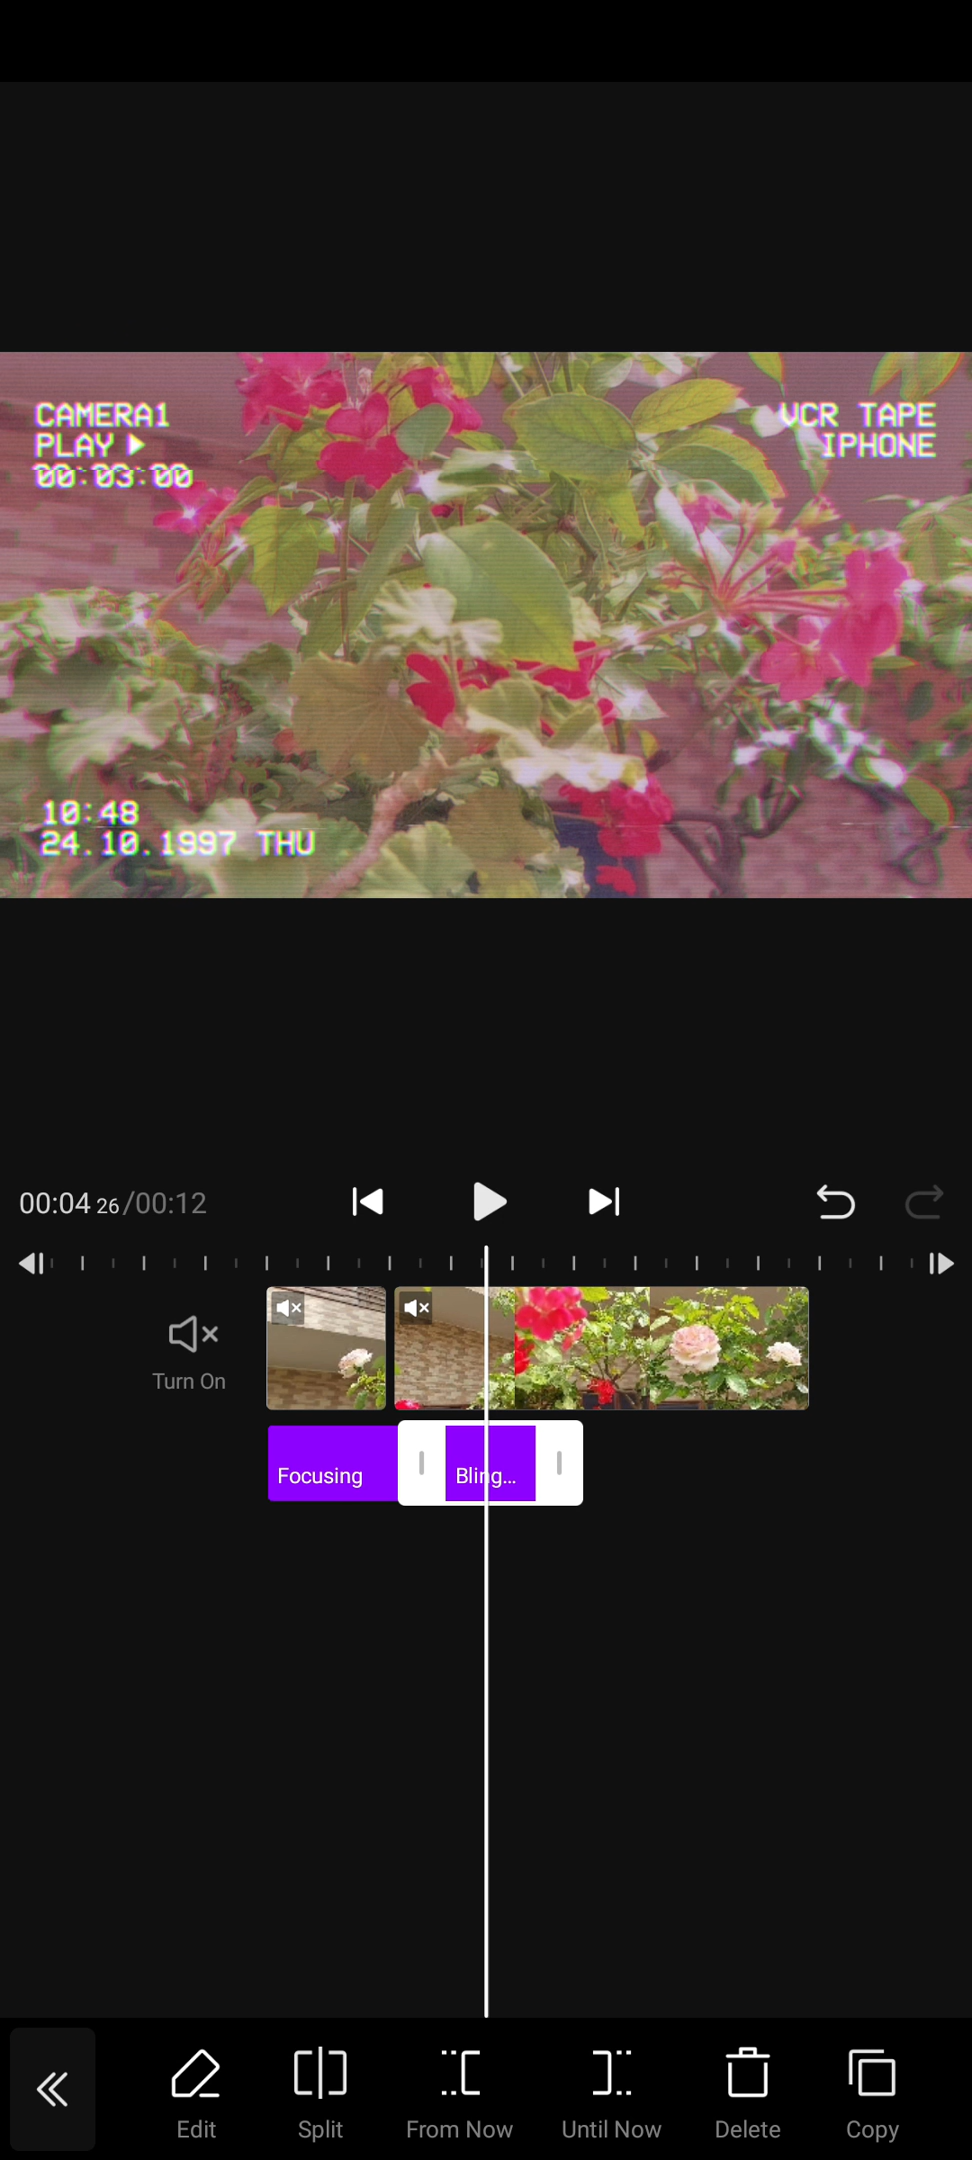 CAMERA1
PLAY
00:03:00
VCR TAPE
IPHONE
10:48
24.10.1997 THU
00:04 26/00:12
Turn On
Focusing
Bling...
Edit
Split
From Now
Until Now
Delete
Copy